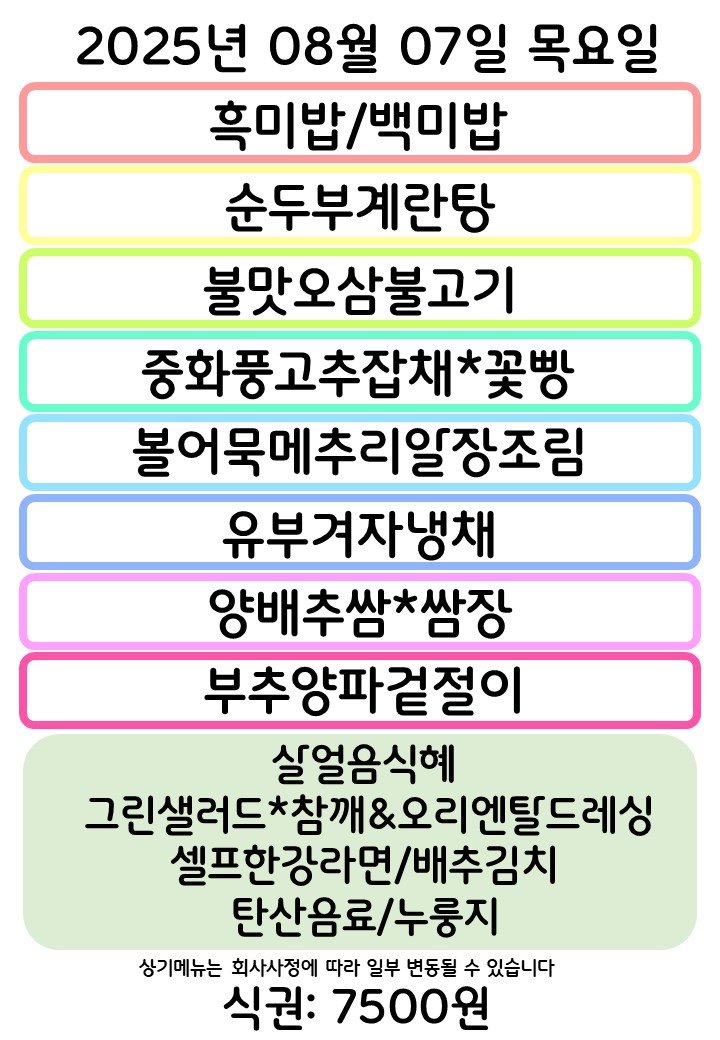 2025년 08월 07일 목요일
흑미밥/백미밥
순두부계란탕
불맛오삼불고기
중화풍고추잡채*꽃빵
볼어묵메추리알장조림
유부겨자냉채
양배추쌈*쌈장
부추양파겉절이
살얼음식혜
그린샐러드*참깨&오리엔탈드레싱
셀프한강라면/배추김치
탄산음료/누룽지
상기메뉴는 회사사정에 따라 일부 변동될 수 있습니다
식권: 7500원